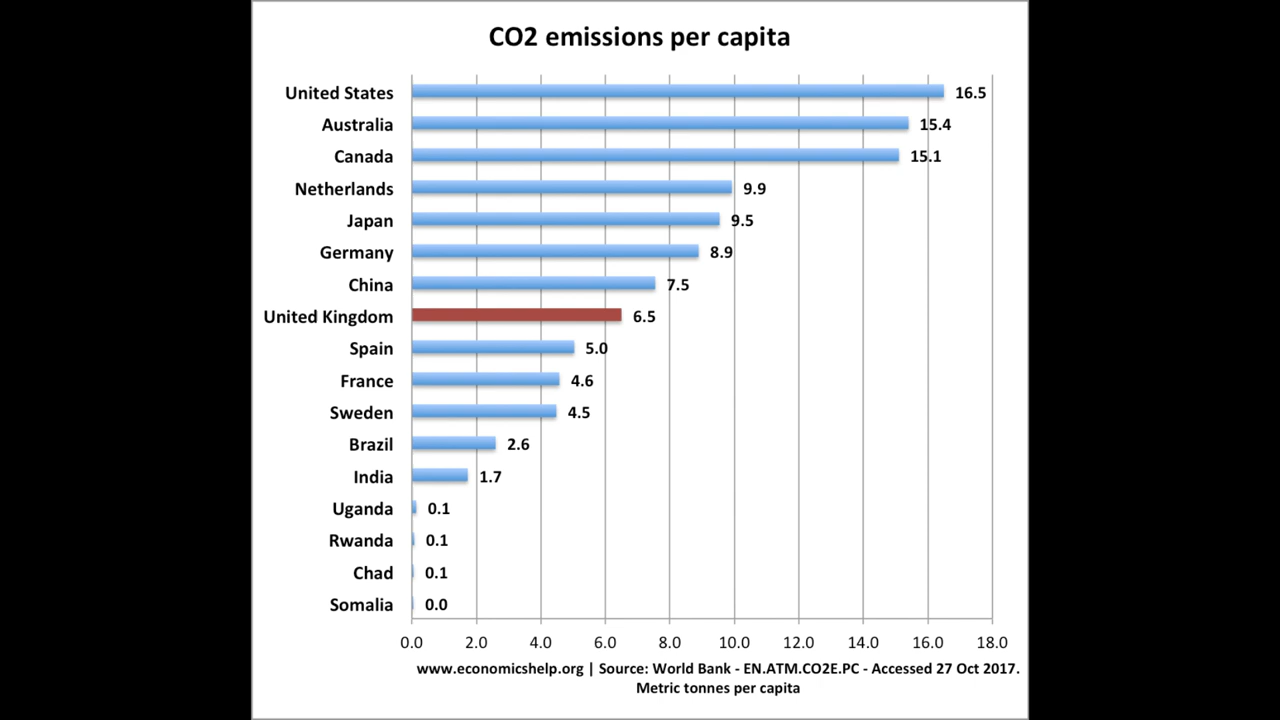 CO2 emissions per capita
United States 16.5
Australia 15.4
Canada 15.1
Netherlands 9.9
Japan 9.5
Germany 8.9
China 7.5
United Kingdom 6.5
Spain 5.0
France 4.6
Sweden 4.5
Brazil 2.6
India 1.7
Uganda 0.1
Rwanda 0.1
Chad 0.1
Somalia 0.0
0.0 2.0 4.0 6.0 8.0 10.0 12.0 14.0 16.0 18.0
www.economicshelp.org | Source: World Bank - EN.ATM.CO2E.PC - Accessed 27 Oct 2017.
Metric tonnes per capita